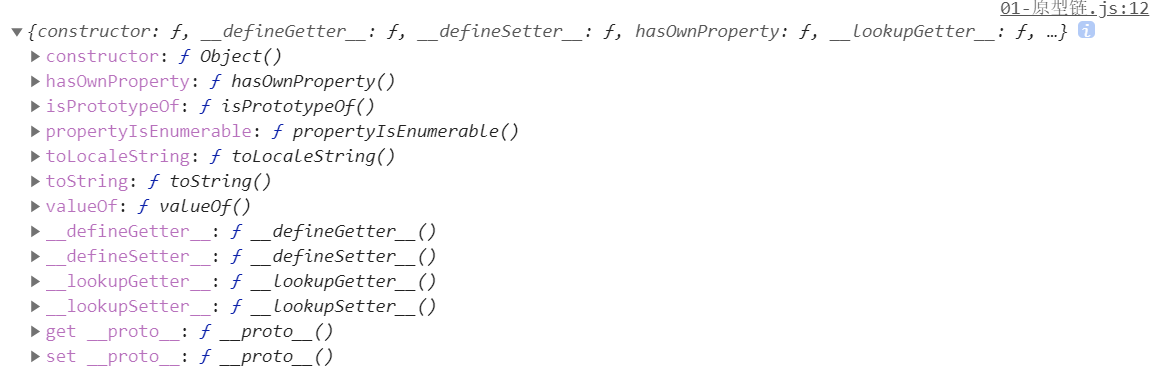 01-原型链.js:12
▼{constructor: ƒ, __defineGetter__: ƒ, __defineSetter__: ƒ, hasOwnProperty: ƒ, __lookupGetter__: ƒ, …} i
▶constructor: ƒ Object()
▶hasOwnProperty: ƒ hasOwnProperty()
▶isPrototypeOf: ƒ isPrototypeOf()
▶propertyIsEnumerable: ƒ propertyIsEnumerable()
▶toLocaleString: ƒ toLocaleString()
▶toString: ƒ toString()
▶valueOf: ƒ valueOf()
▶__defineGetter__: ƒ __defineGetter__()
▶__defineSetter__: ƒ __defineSetter__()
▶__lookupGetter__: ƒ __lookupGetter__()
▶__lookupSetter__: ƒ __lookupSetter__()
▶get __proto__: ƒ __proto__()
▶set __proto__: ƒ __proto__()